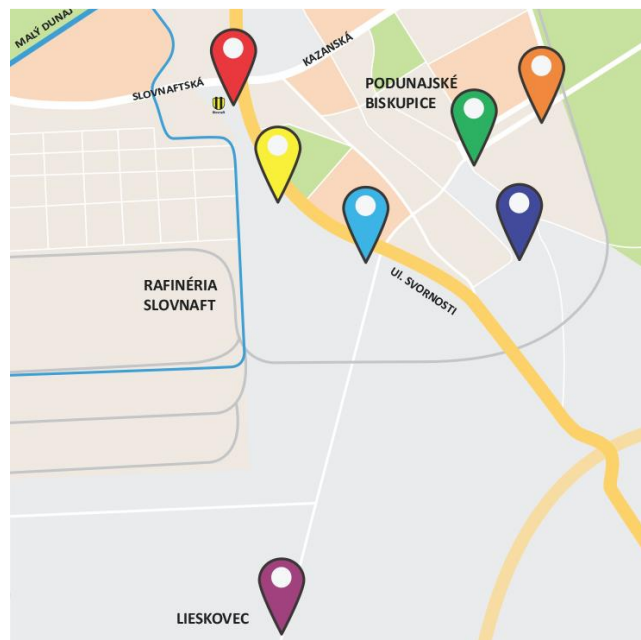 MALÝ DUNAJ
KAZANSKÁ
SLOVNAFTSKÁ
PODUNAJSKÉ
BISKUPICE
RAFINÉRIA
SLOVNAFT
Ul. SVORNOSTI
LIESKOVEC